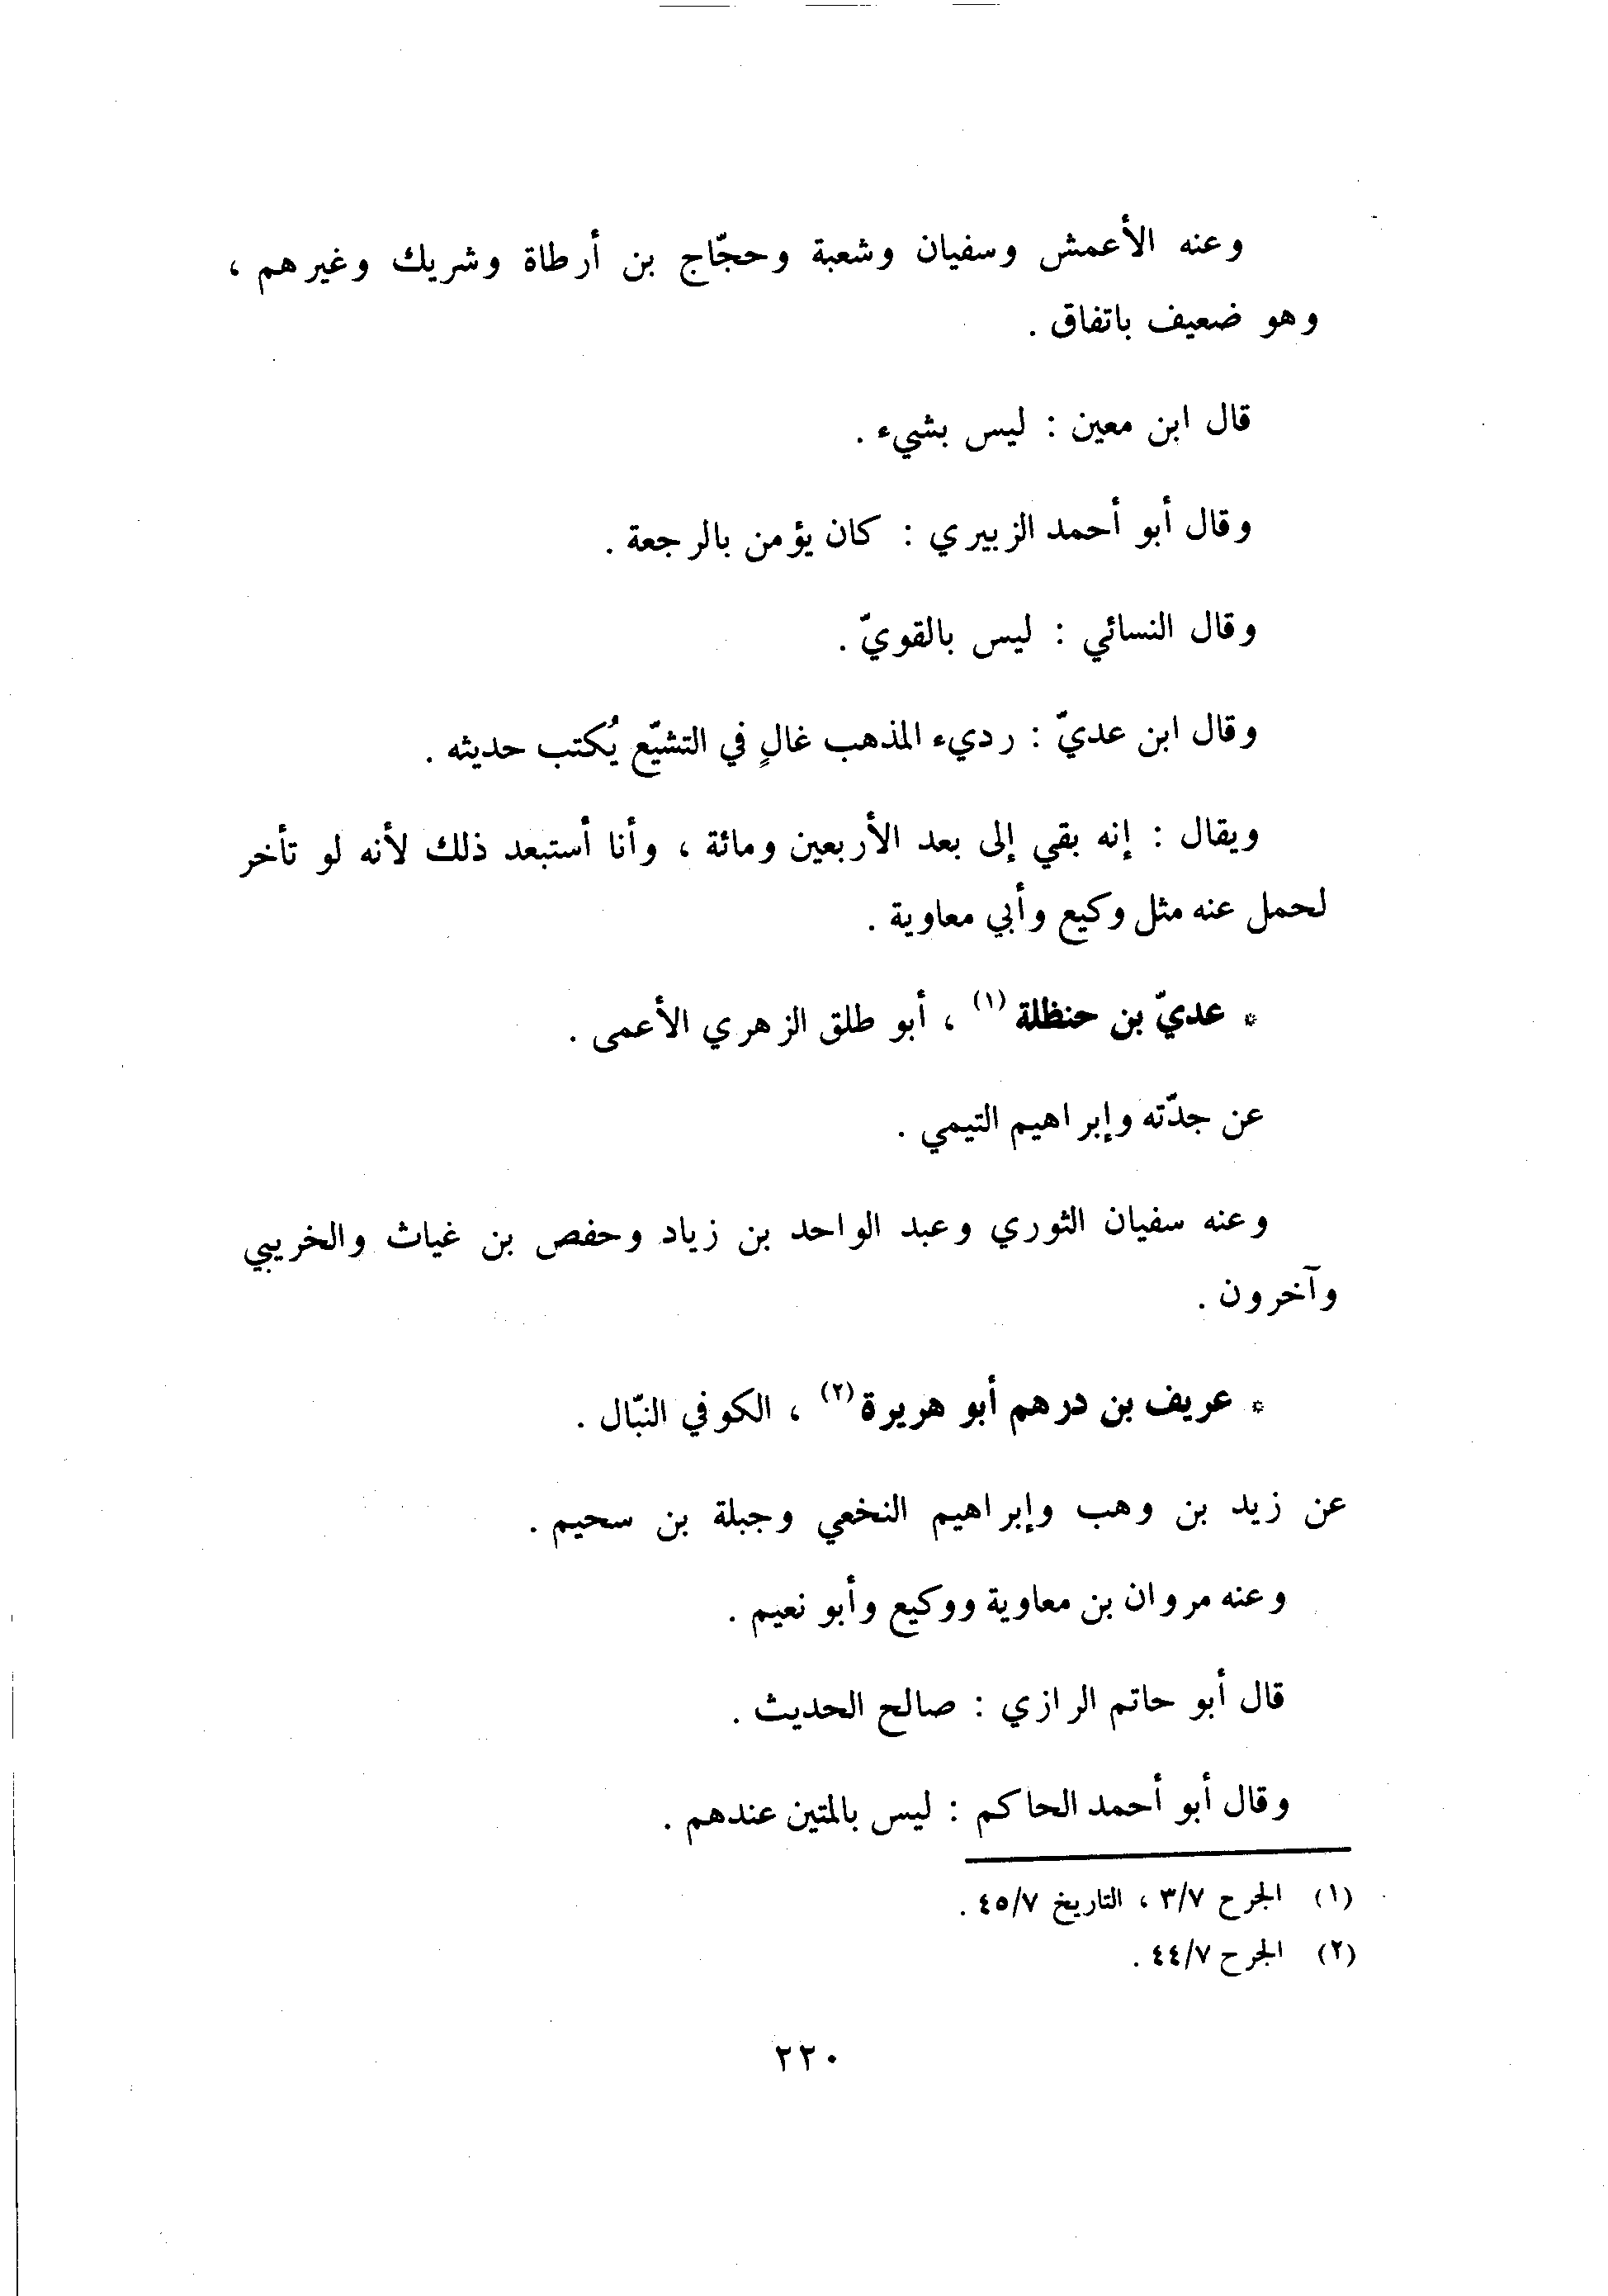 وعنه الأعمش وسفيان وشعبة وحجّاج بن أرطاة وشريك وغيرهم ،
وهو ضعيف باتفاق .
قال ابن معين : ليس بشيء .
وقال أبو أحمد الزبيري : كان يؤمن بالرجعة .
وقال النسائي : ليس بالقويّ .
وقال ابن عديّ : رديء المذهب غالٍ في التشيّع يُكتب حديثه .
ويقال : إنه بقي إلى بعد الأربعين ومائة ، وأنا أستبعد ذلك لأنه لو تأخر
لحمل عنه مثل وكيع وأبي معاوية .
* عديّ بن حنظلة (١) ، أبو طلق الزهري الأعمى .
عن جدّته وإبراهيم التيمي .
وعنه سفيان الثوري وعبد الواحد بن زياد وحفص بن غياث والخريبي
وآخرون .
* عريف بن درهم أبو هريرة (٢) ، الكوفي النبّال .
عن زيد بن وهب وإبراهيم النخعي وجبلة بن سحيم .
وعنه مروان بن معاوية ووكيع وأبو نعيم .
قال أبو حاتم الرازي : صالح الحديث .
وقال أبو أحمد الحاكم : ليس بالمتين عندهم .
(١) الجرح ٣/٧ ، التاريخ ٤٥/٧ .
(٢) الجرح ٤٤/٧ .
٢٢٠